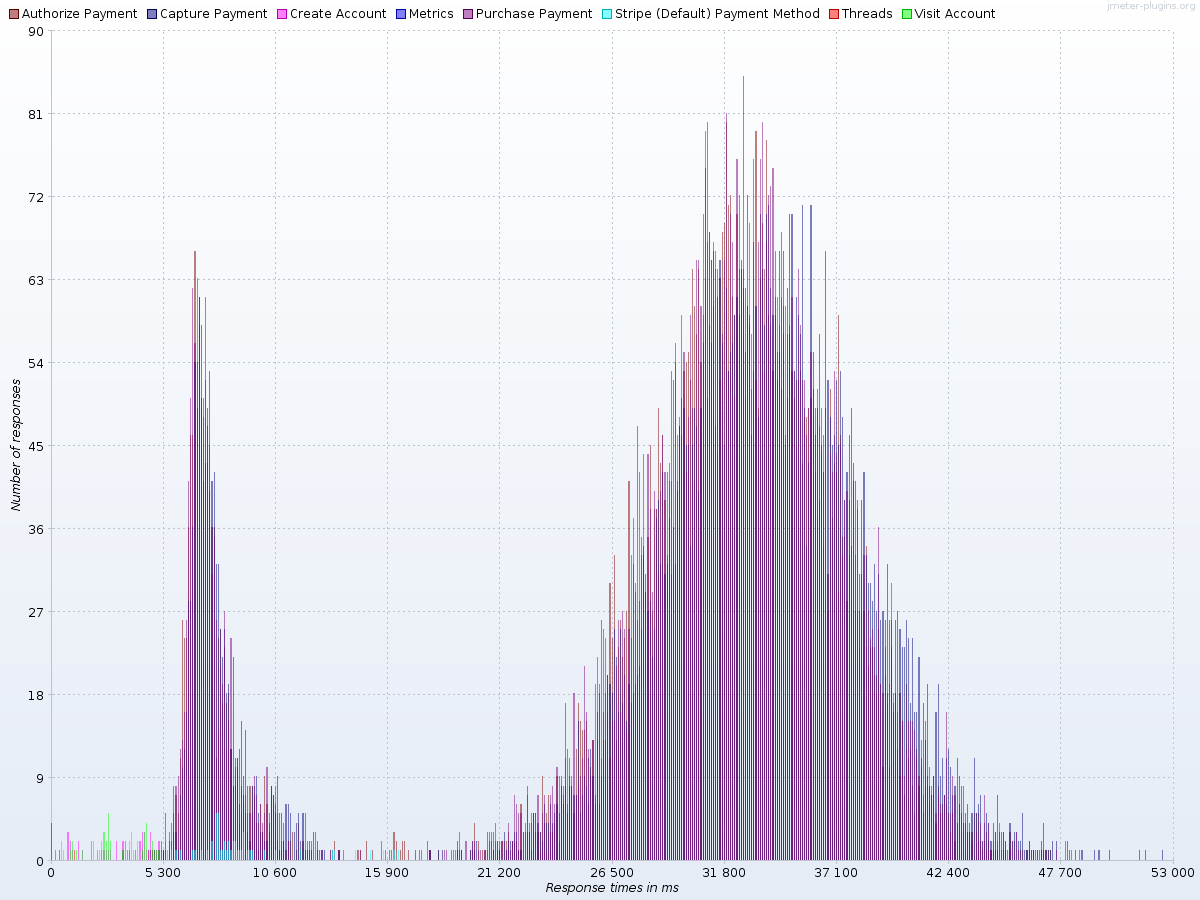 jmeter-plugins.org
Authorize Payment Capture Payment Create Account Metrics Purchase Payment Stripe (Default) Payment Method Threads Visit Account
90
81
72
63
54
45
36
27
18
9
0
Number of responses
0 5 300 10 600 15 900 21 200 26 500 31 800 37 100 42 400 47 700 53 000
Response times in ms